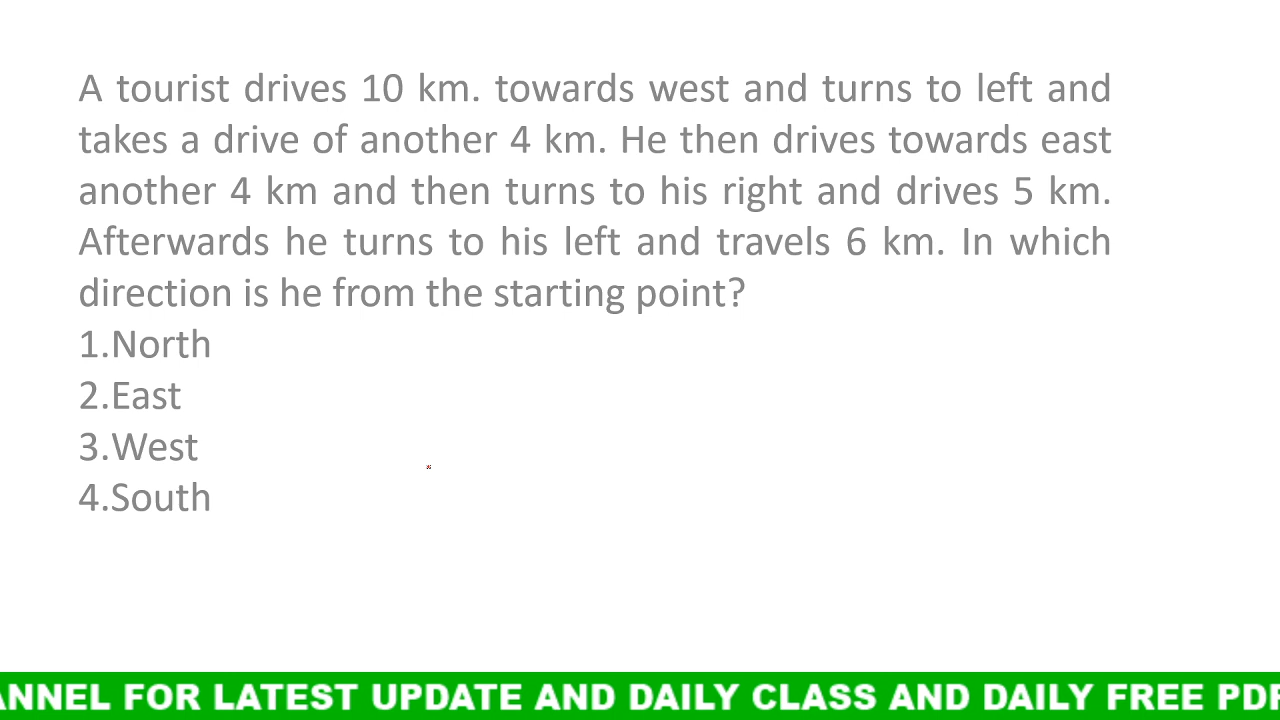 A tourist drives 10 km. towards west and turns to left and
takes a drive of another 4 km. He then drives towards east
another 4 km and then turns to his right and drives 5 km.
Afterwards he turns to his left and travels 6 km. In which
direction is he from the starting point?
1.North
2.East
3.West
4.South
ANNEL FOR LATEST UPDATE AND DAILY CLASS AND DAILY FREE PDF